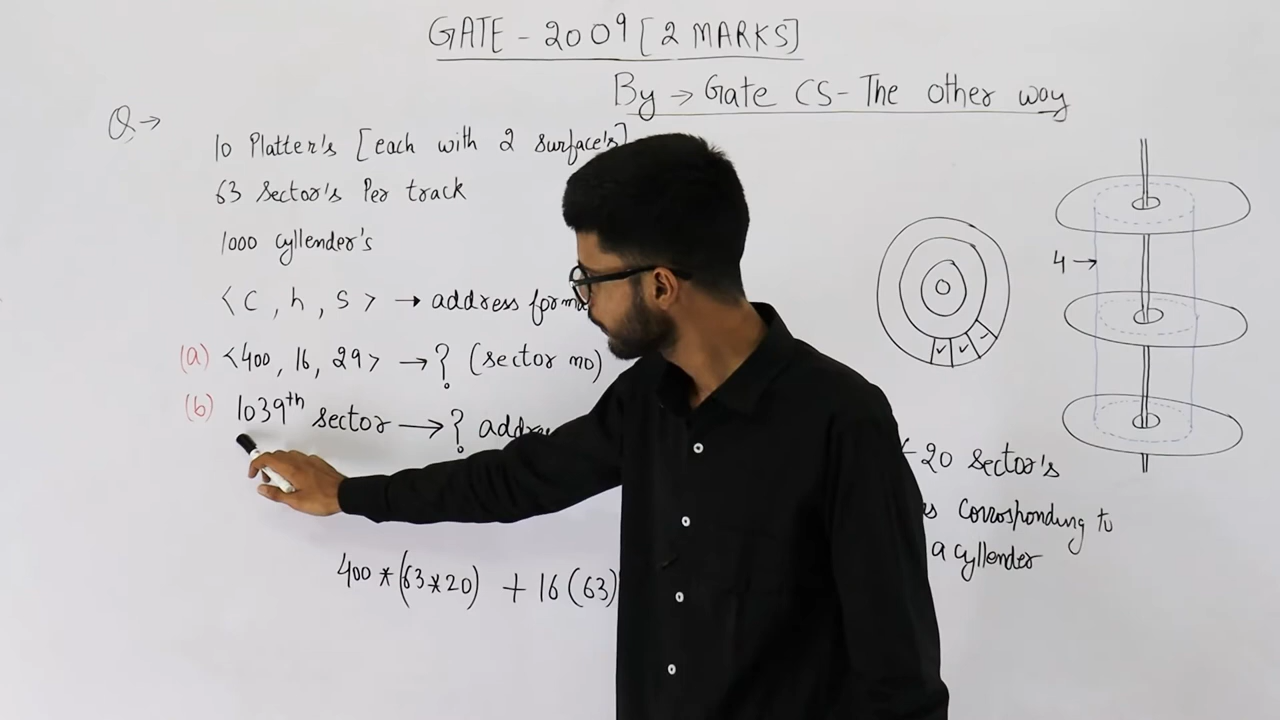 GATE - 2009 [2 MARKS]
By → Gate CS - The other way
Q →
10 Platter's [each with 2 surface's]
63 Sector's Per track
1000 cyllender's
< c , h , s > → address forma
(a) <400, 16, 29> → ? (sector no)
(b) 1039th sector → ? addre
4 →
20 sector's
corrosponding to
a cyllender
400 * (63*20) + 16 (63)